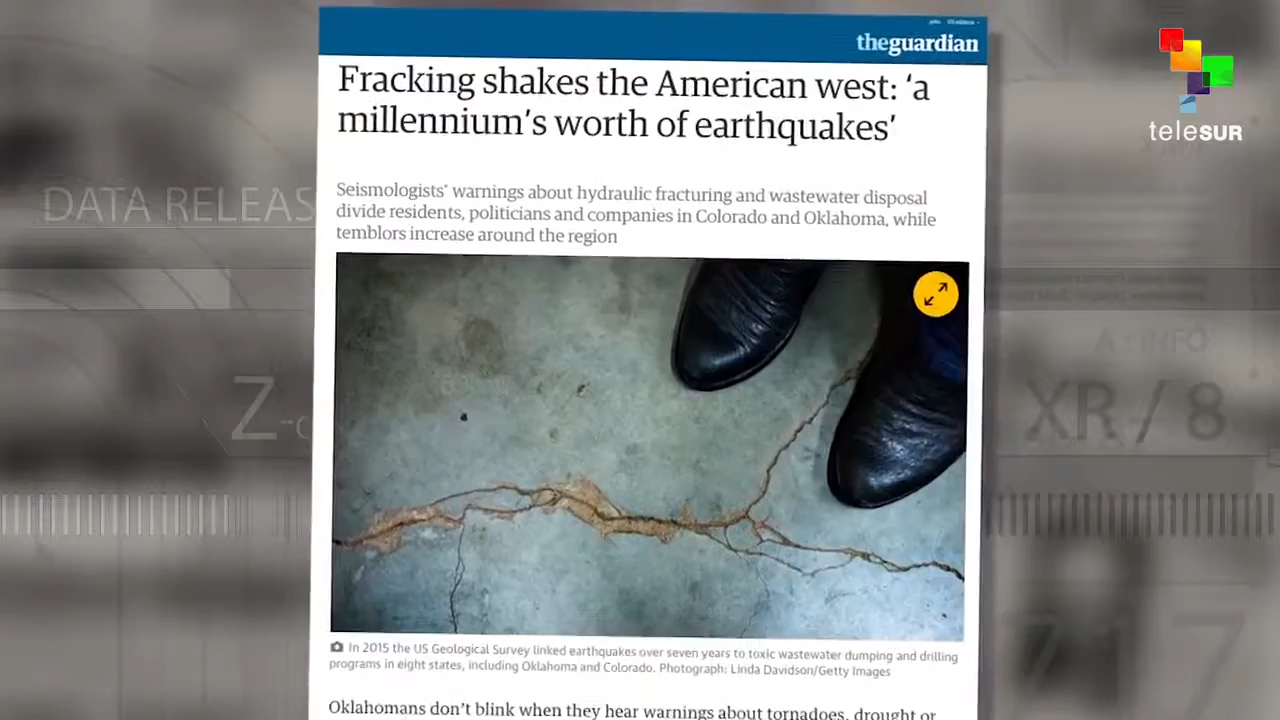 theguardian
Fracking shakes the American west: ‘a
millennium’s worth of earthquakes’
teleSUR
DATA RELEAS
Seismologists’ warnings about hydraulic fracturing and wastewater disposal
divide residents, politicians and companies in Colorado and Oklahoma, while
temblors increase around the region
Z-c
XR / 8
In 2015 the US Geological Survey linked earthquakes over seven years to toxic wastewater dumping and drilling
programs in eight states, including Oklahoma and Colorado. Photograph: Linda Davidson/Getty Images
Oklahomans don’t blink when they hear warnings about tornadoes, drought or